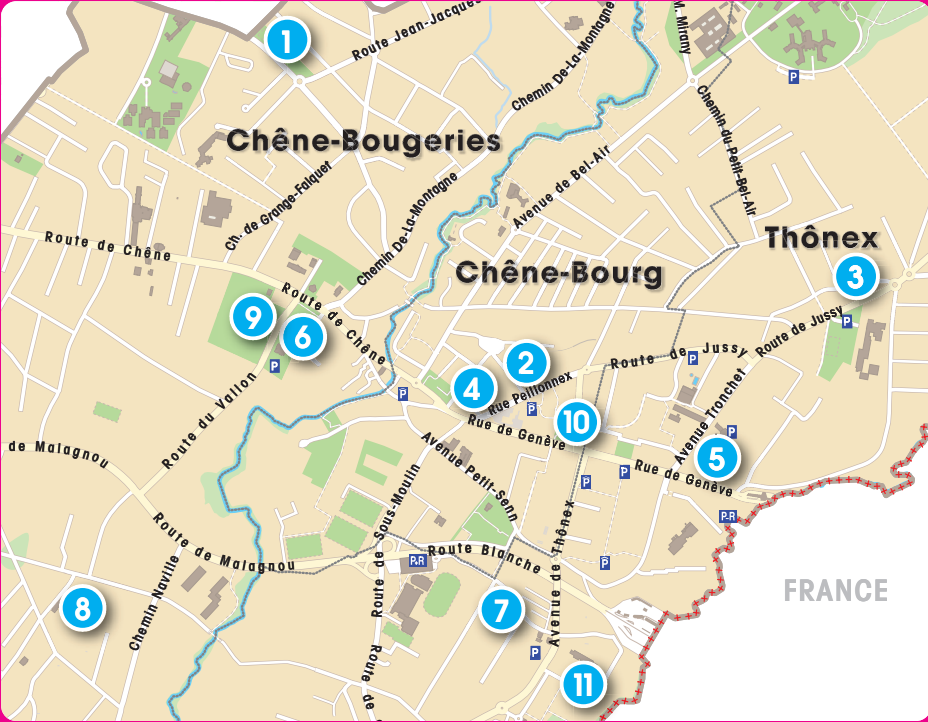 1
Route Jean-Jacques
M. Mirany
P
Chemin De-La-Montagne
Chemin du-Petit-Bel-Air
Chêne-Bougeries
Avenue de Bel-Air
Ch. de Grange-Falquet
Chemin De-La-Montagne
Route de Chêne
Thônex
Chêne-Bourg
3
Route de Chêne
9
6
P
Route de Jussy
P
Route de Jussy
P
2
4
Rue Peillonnex
P
P
10
Rue de Genève
Avenue Tronchet
P
5
Route du Vallon
de Malagnou
Avenue Petit-Senn
P
P
Rue de Genève
Route de Sous-Moulin
P+R
Route de Malagnou
P+R
Route Blanche
Avenue de Thônex
P
FRANCE
Chemin Naville
8
7
P
Route de
11